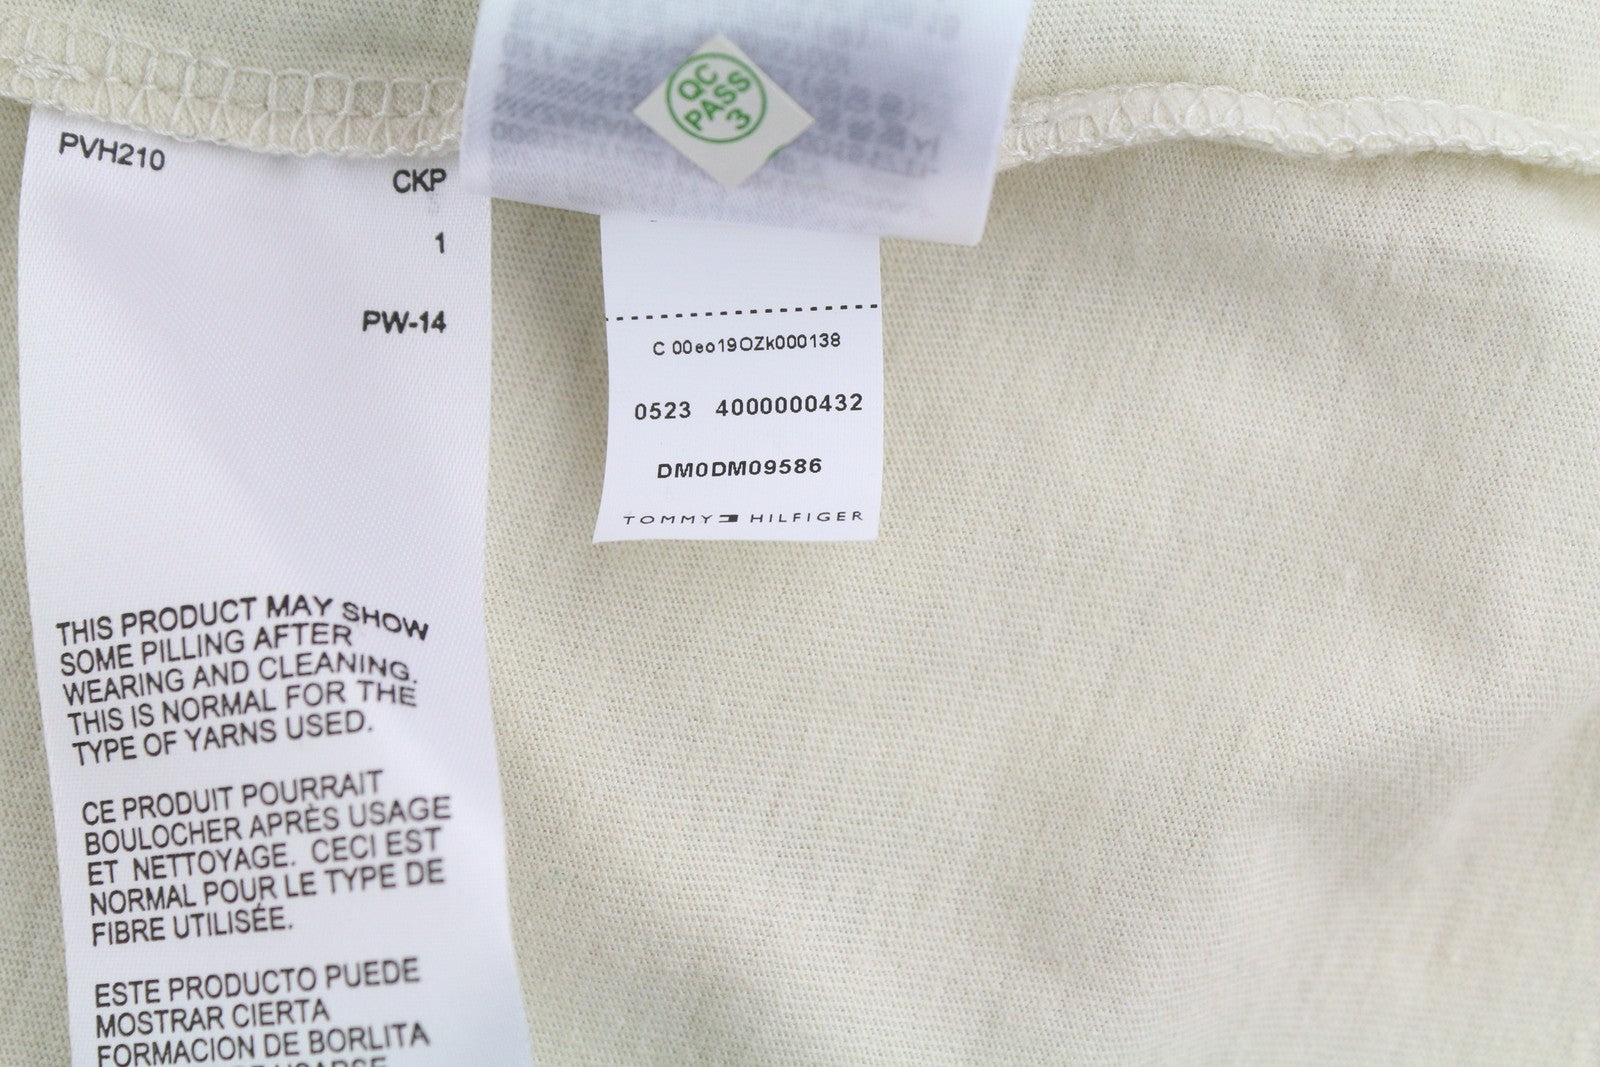 PVH210
CKP
1
PW-14
THIS PRODUCT MAY SHOW
SOME PILLING AFTER
WEARING AND CLEANING.
THIS IS NORMAL FOR THE
TYPE OF YARNS USED.
CE PRODUIT POURRAIT
BOULOCHER APRÈS USAGE
ET NETTOYAGE. CECI EST
NORMAL POUR LE TYPE DE
FIBRE UTILISÉE.
ESTE PRODUCTO PUEDE
MOSTRAR CIERTA
FORMACION DE BORLITA
QC
PASS
3
C 00eo19OZk000138
0523 4000000432
DM0DM09586
TOMMY HILFIGER